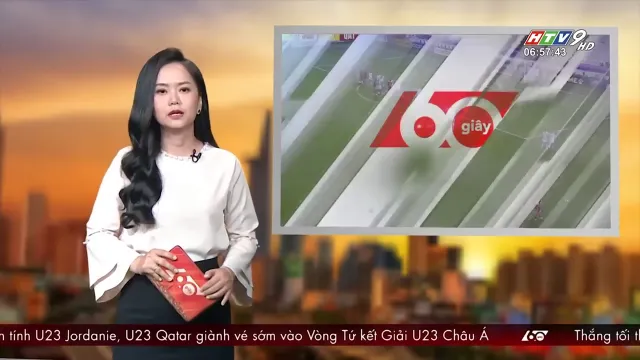 HTV9 HD
06:57:43
60 giây
n tính U23 Jordanie, U23 Qatar giành vé sớm vào Vòng Tứ kết Giải U23 Châu Á 60 Thắng tối th